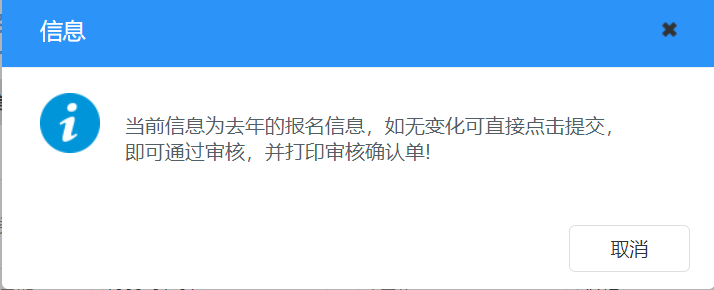 信息
当前信息为去年的报名信息，如无变化可直接点击提交，
即可通过审核，并打印审核确认单!
取消